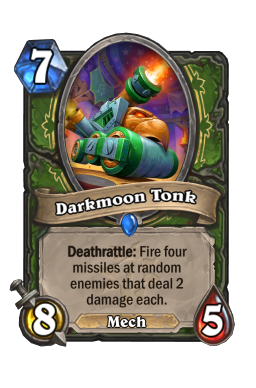 7
Darkmoon Tonk
Deathrattle: Fire four
missiles at random
enemies that deal 2
damage each.
8
Mech
5